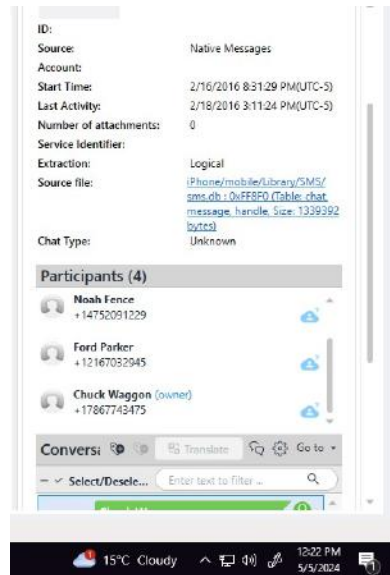 ID:
Source: Native Messages
Account:
Start Time: 2/16/2016 8:31:29 PM(UTC-5)
Last Activity: 2/18/2016 3:11:24 PM(UTC-5)
Number of attachments: 0
Service Identifier:
Extraction: Logical
Source file: iPhone/mobile/Library/SMS/
sms.db : 0xFF8F0 (Table: chat,
message, handle, Size: 1339392
bytes)
Chat Type: Unknown
Participants (4)
Noah Fence
+14752091229
Ford Parker
+12167032945
Chuck Waggon (owner)
+17867743475
Conversa Translate Go to
Select/Desele... Enter text to filter ...
15°C Cloudy 12:22 PM
5/5/2024